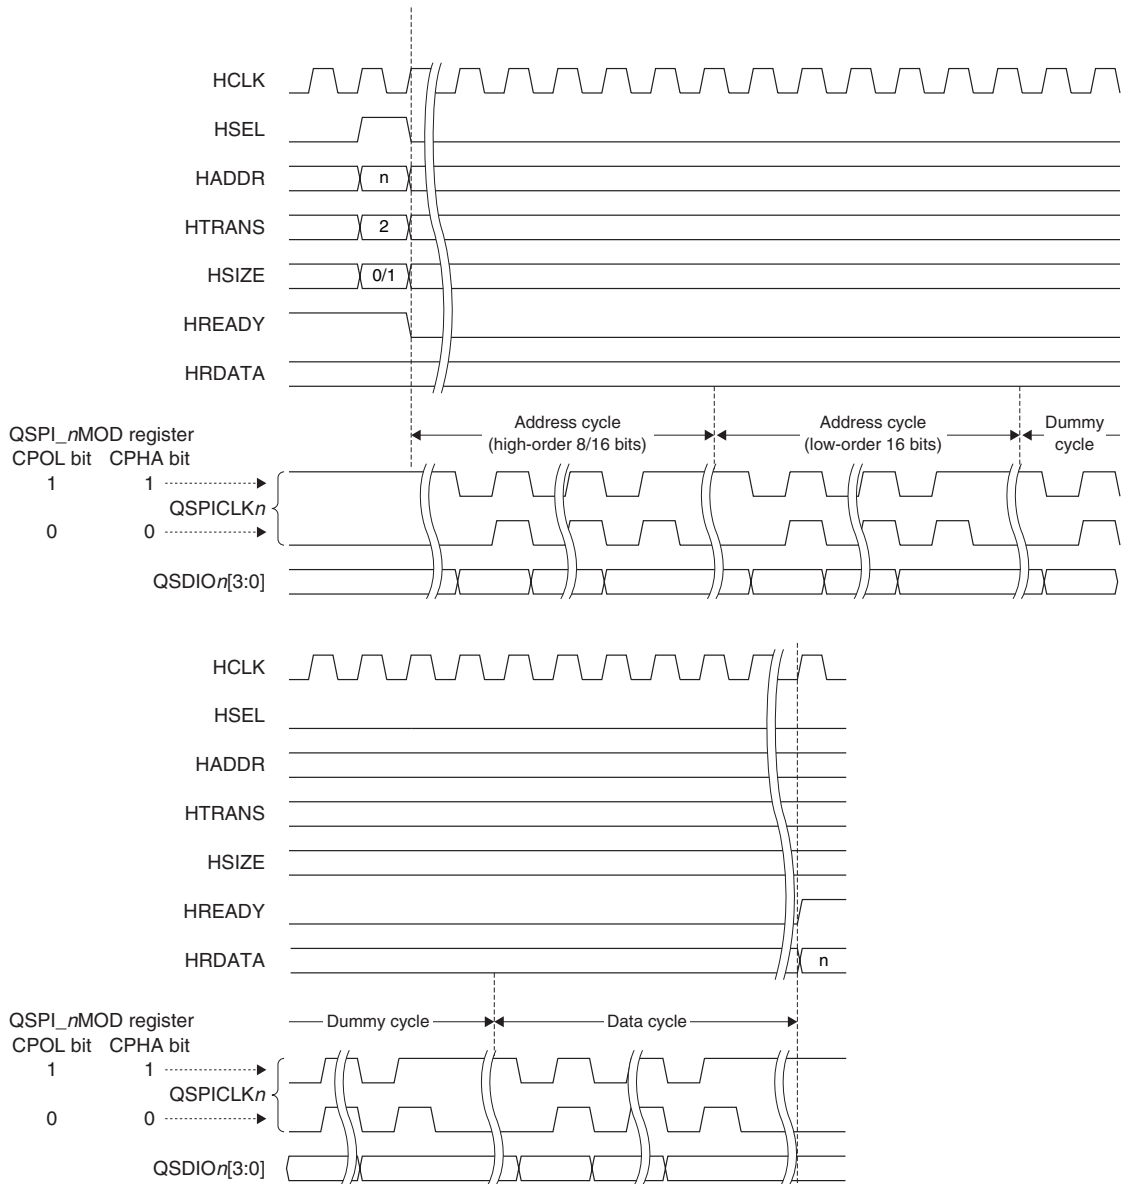 HCLK
HSEL
HADDR n
HTRANS 2
HSIZE 0/1
HREADY
HRDATA
Address cycle (high-order 8/16 bits)
Address cycle (low-order 16 bits)
Dummy cycle
QSPI_nMOD register
CPOL bit CPHA bit
1 1
QSPICLKn
0 0
QSDIOn[3:0]
HCLK
HSEL
HADDR
HTRANS
HSIZE
HREADY
HRDATA n
Dummy cycle Data cycle
QSPI_nMOD register
CPOL bit CPHA bit
1 1
QSPICLKn
0 0
QSDIOn[3:0]